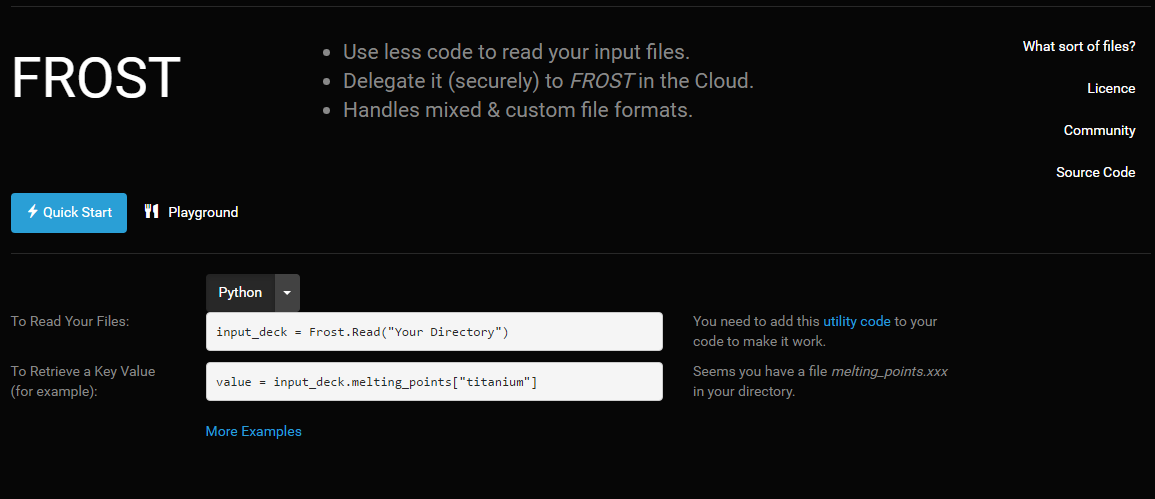 FROST
Use less code to read your input files.
Delegate it (securely) to FROST in the Cloud.
Handles mixed & custom file formats.
What sort of files?
Licence
Community
Source Code
Quick Start
Playground
Python
To Read Your Files:
input_deck = Frost.Read("Your Directory")
You need to add this utility code to your
code to make it work.
To Retrieve a Key Value
(for example):
value = input_deck.melting_points["titanium"]
Seems you have a file melting_points.xxx
in your directory.
More Examples